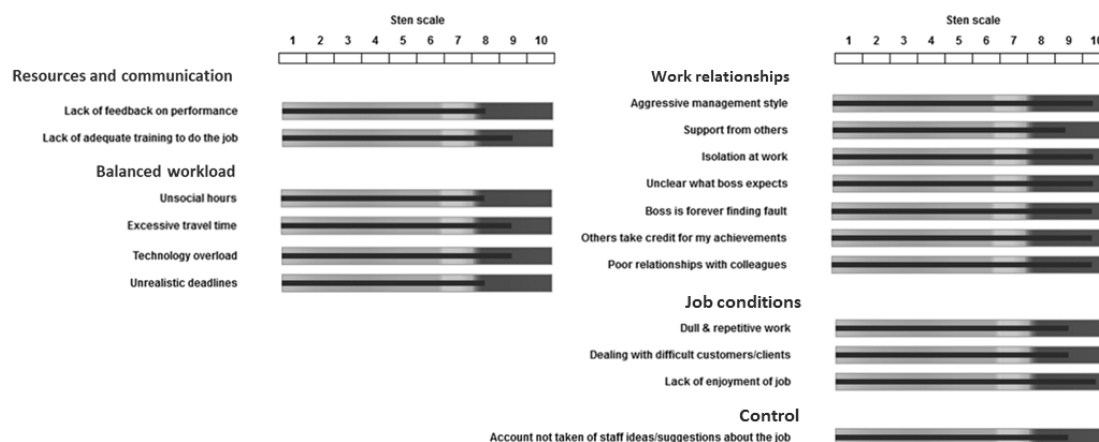 Sten scale
1 2 3 4 5 6 7 8 9 10
Resources and communication
Lack of feedback on performance
Lack of adequate training to do the job
Balanced workload
Unsocial hours
Excessive travel time
Technology overload
Unrealistic deadlines
Sten scale
1 2 3 4 5 6 7 8 9 10
Work relationships
Aggressive management style
Support from others
Isolation at work
Unclear what boss expects
Boss is forever finding fault
Others take credit for my achievements
Poor relationships with colleagues
Job conditions
Dull & repetitive work
Dealing with difficult customers/clients
Lack of enjoyment of job
Control
Account not taken of staff ideas/suggestions about the job